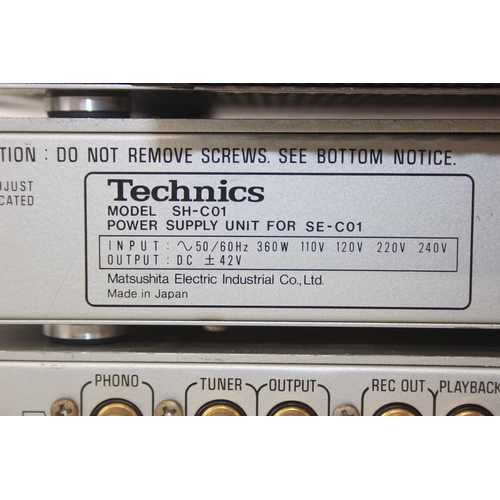 TION : DO NOT REMOVE SCREWS. SEE BOTTOM NOTICE.
DJUST
CATED
Technics
MODEL SH-C01
POWER SUPPLY UNIT FOR SE-C01
INPUT: ∿50/60Hz 360W 110V 120V 220V 240V
OUTPUT: DC ±42V
Matsushita Electric Industrial Co., Ltd.
Made in Japan
PHONO TUNER OUTPUT REC OUT PLAYBACK